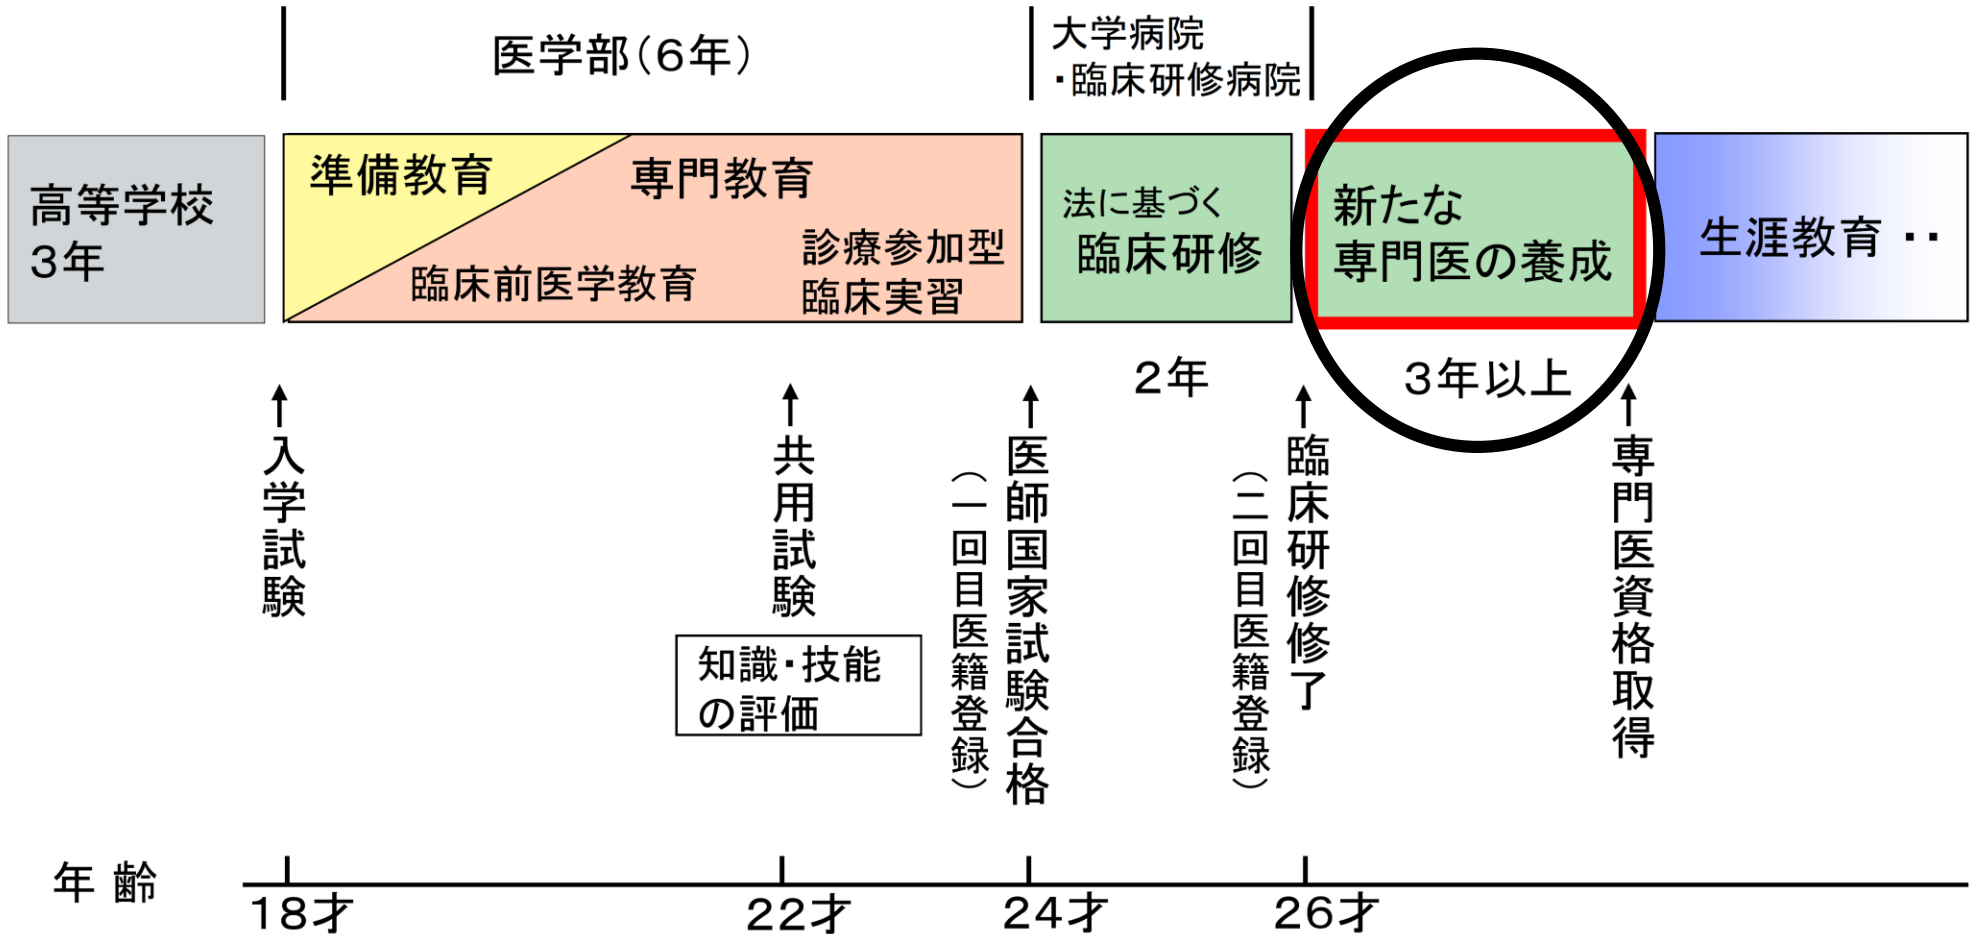 医学部（６年）
大学病院
・臨床研修病院
高等学校
３年
準備教育
専門教育
臨床前医学教育
診療参加型
臨床実習
法に基づく
臨床研修
新たな
専門医の養成
生涯教育 ・・
２年
３年以上
入学試験
共用試験
知識・技能
の評価
医師国家試験合格
（一回目医籍登録）
臨床研修修了
（二回目医籍登録）
専門医資格取得
年 齢
18才
22才
24才
26才